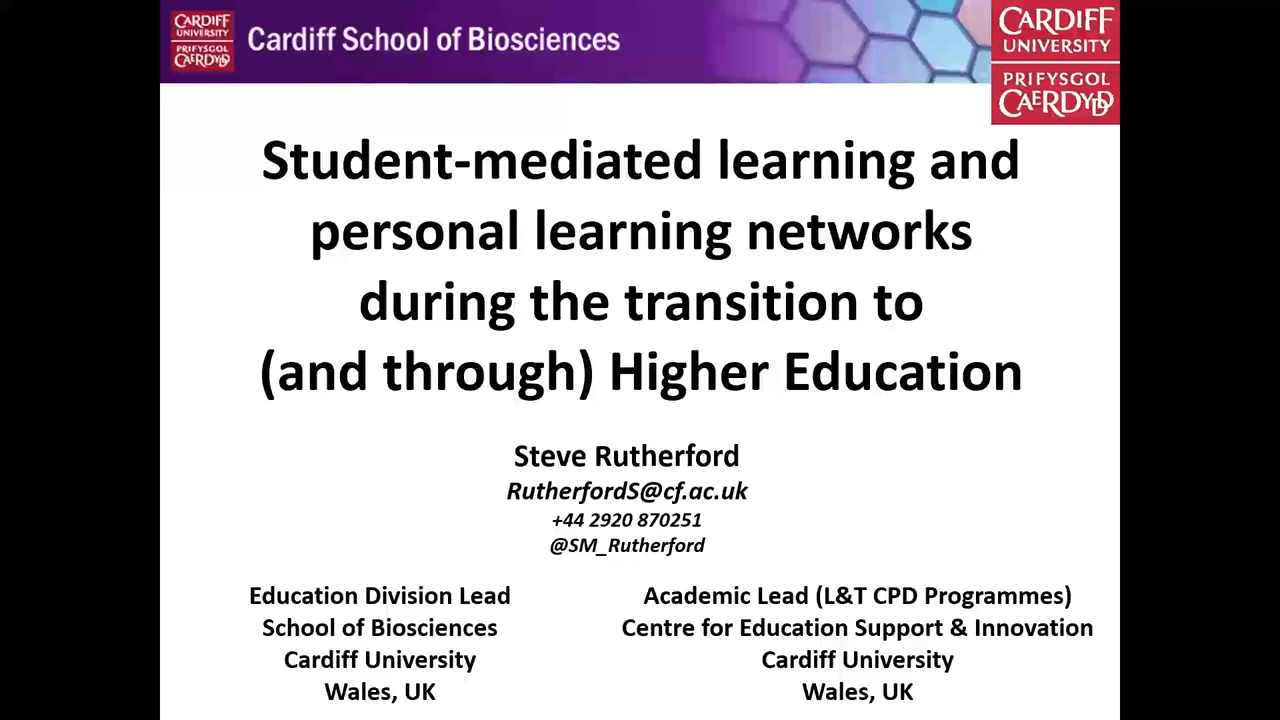 CARDIFF
UNIVERSITY
PRIFYSGOL
CAERDYDD
Cardiff School of Biosciences
CARDIFF
UNIVERSITY
PRIFYSGOL
CAERDYDD
Student-mediated learning and
personal learning networks
during the transition to
(and through) Higher Education
Steve Rutherford
RutherfordS@cf.ac.uk
+44 2920 870251
@SM_Rutherford
Education Division Lead
School of Biosciences
Cardiff University
Wales, UK
Academic Lead (L&T CPD Programmes)
Centre for Education Support & Innovation
Cardiff University
Wales, UK